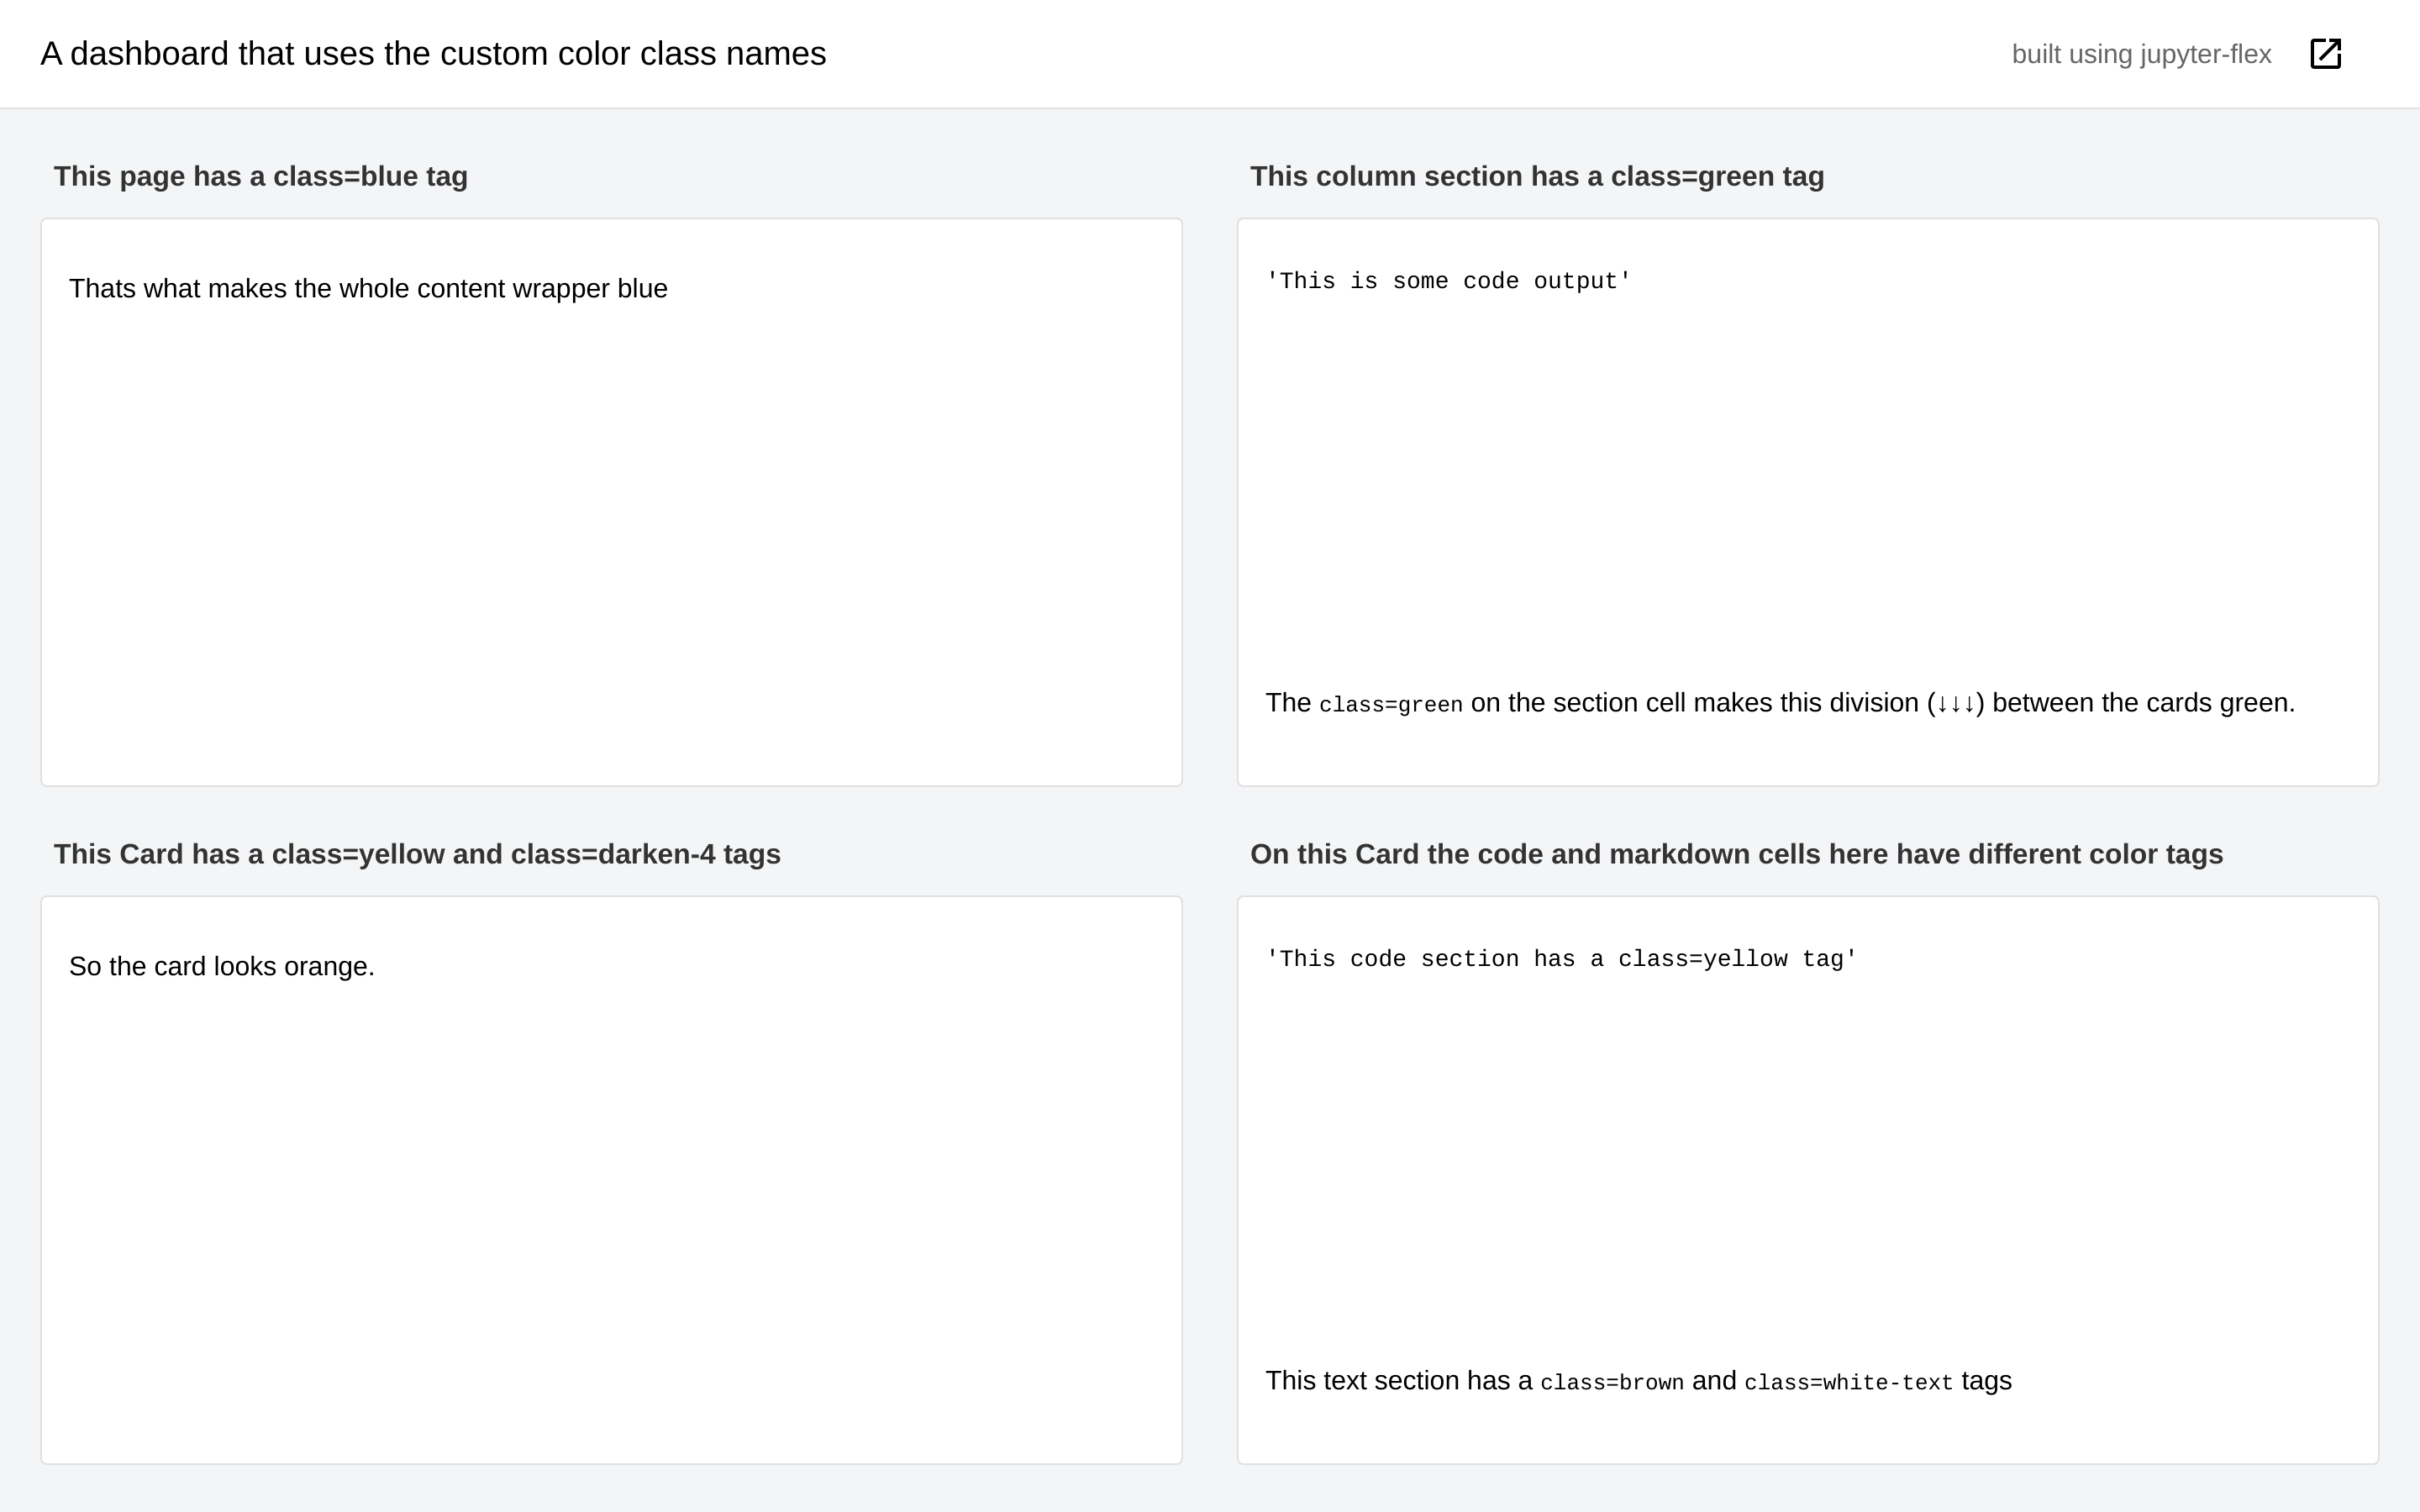 A dashboard that uses the custom color class names
built using jupyter-flex
This page has a class=blue tag
Thats what makes the whole content wrapper blue
This Card has a class=yellow and class=darken-4 tags
So the card looks orange.
This column section has a class=green tag
'This is some code output'
The class=green on the section cell makes this division (↓↓↓) between the cards green.
On this Card the code and markdown cells here have different color tags
'This code section has a class=yellow tag'
This text section has a class=brown and class=white-text tags